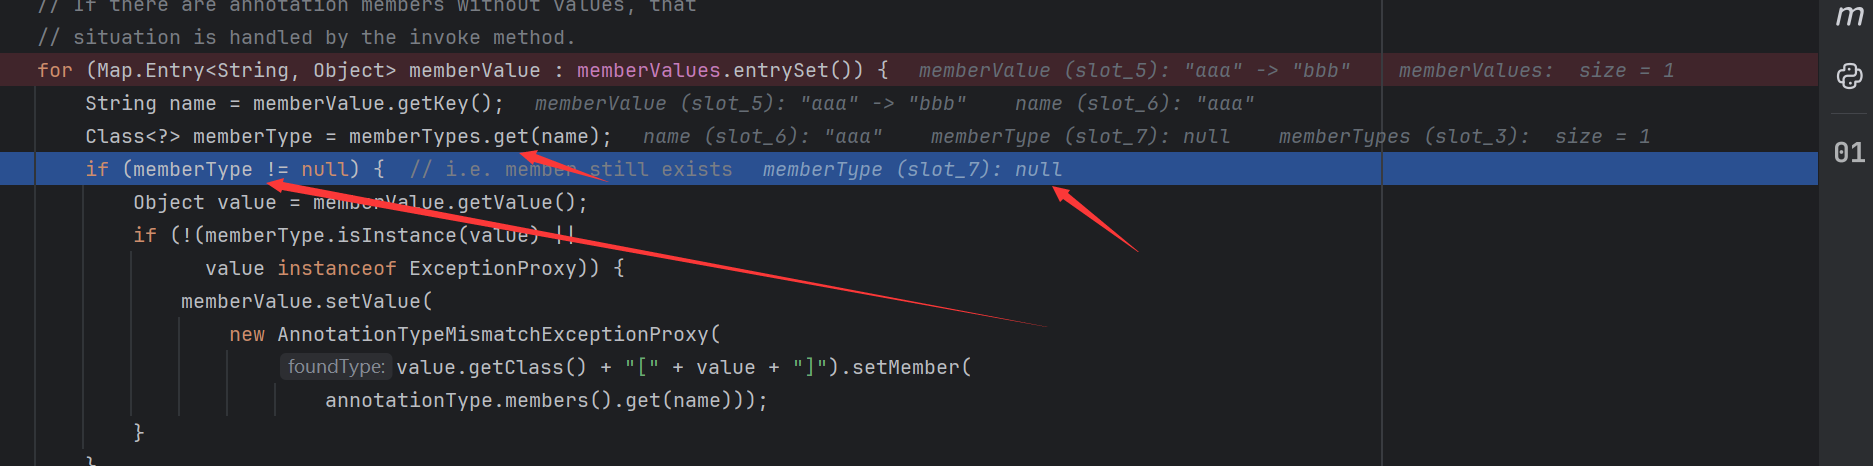 // If there are annotation members without values, that
// situation is handled by the invoke method.
for (Map.Entry<String, Object> memberValue : memberValues.entrySet()) { memberValue (slot_5): "aaa" -> "bbb" memberValues: size = 1
String name = memberValue.getKey(); memberValue (slot_5): "aaa" -> "bbb" name (slot_6): "aaa"
Class<?> memberType = memberTypes.get(name); name (slot_6): "aaa" memberType (slot_7): null memberTypes (slot_3): size = 1
if (memberType != null) { // i.e. member still exists memberType (slot_7): null
Object value = memberValue.getValue();
if (!(memberType.isInstance(value) ||
value instanceof ExceptionProxy)) {
memberValue.setValue(
new AnnotationTypeMismatchExceptionProxy(
foundType: value.getClass() + "[" + value + "]").setMember(
annotationType.members().get(name)));
}
}
m
01